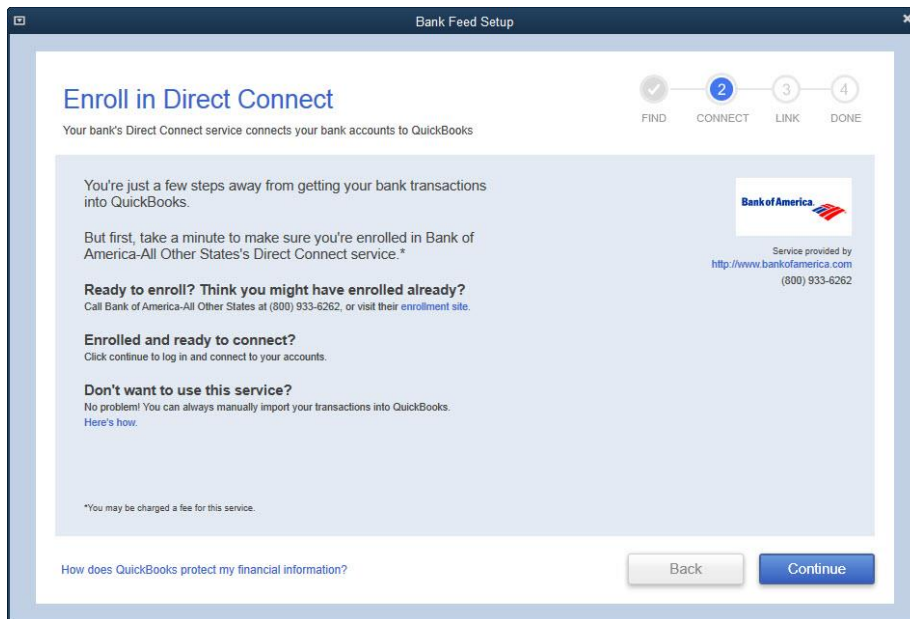 Bank Feed Setup
Enroll in Direct Connect
Your bank's Direct Connect service connects your bank accounts to QuickBooks
2
3
4
FIND
CONNECT
LINK
DONE
You're just a few steps away from getting your bank transactions
into QuickBooks.
But first, take a minute to make sure you're enrolled in Bank of
America-All Other States's Direct Connect service.*
Ready to enroll? Think you might have enrolled already?
Call Bank of America-All Other States at (800) 933-6262, or visit their enrollment site.
Enrolled and ready to connect?
Click continue to log in and connect to your accounts.
Don't want to use this service?
No problem! You can always manually import your transactions into QuickBooks.
Here's how.
*You may be charged a fee for this service.
Bank of America
Service provided by
http://www.bankofamerica.com
(800) 933-6262
How does QuickBooks protect my financial information?
Back
Continue